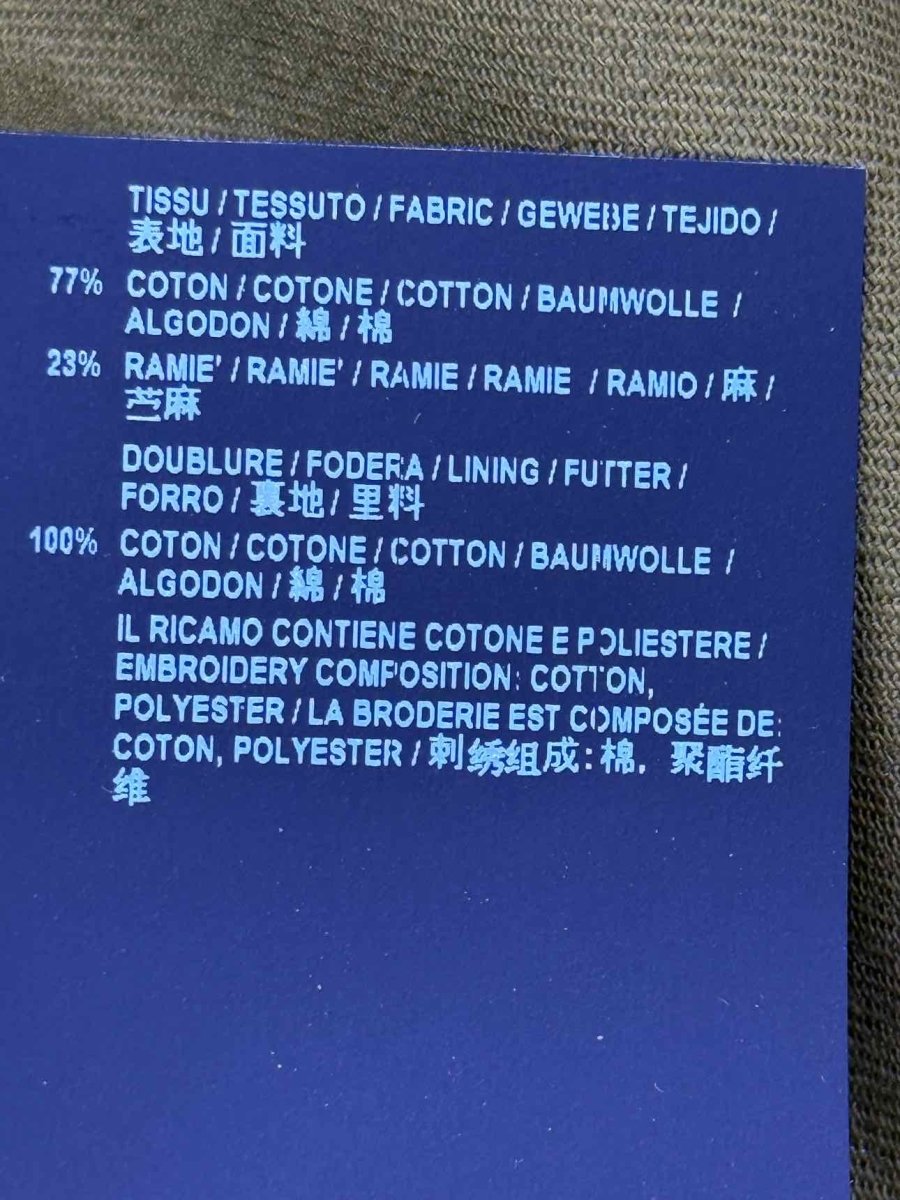 TISSU / TESSUTO / FABRIC / GEWEBE / TEJIDO /
表地 / 面料
77% COTON / COTONE / COTTON / BAUMWOLLE /
ALGODON / 綿 / 棉
23% RAMIE' / RAMIE' / RAMIE / RAMIE / RAMIO / 麻 /
苎麻
DOUBLURE / FODERA / LINING / FUTTER /
FORRO / 裏地 / 里料
100% COTON / COTONE / COTTON / BAUMWOLLE /
ALGODON / 綿 / 棉
IL RICAMO CONTIENE COTONE E POLIESTERE /
EMBROIDERY COMPOSITION: COTTON,
POLYESTER / LA BRODERIE EST COMPOSÉE DE:
COTON, POLYESTER / 刺绣组成:棉, 聚酯纤
维